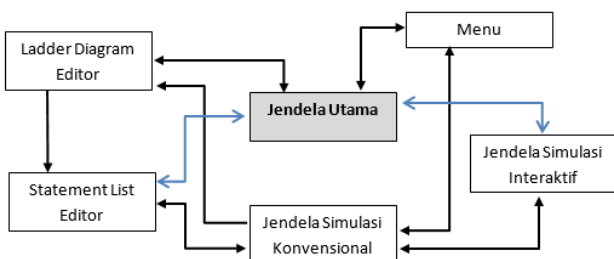 Ladder Diagram
Editor
Menu
Jendela Utama
Statement List
Editor
Jendela Simulasi
Konvensional
Jendela Simulasi
Interaktif